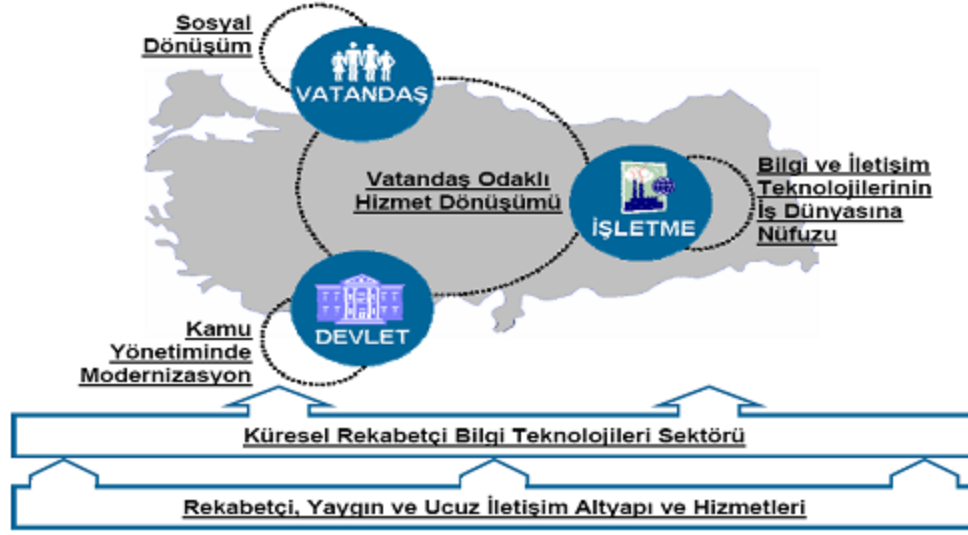 Sosyal
Dönüşüm
VATANDAŞ
Vatandaş Odaklı
Hizmet Dönüşümü
İŞLETME
Bilgi ve İletişim
Teknolojilerinin
İş Dünyasına
Nüfuzu
DEVLET
Kamu
Yönetiminde
Modernizasyon
Küresel Rekabetçi Bilgi Teknolojileri Sektörü
Rekabetçi, Yaygın ve Ucuz İletişim Altyapı ve Hizmetleri